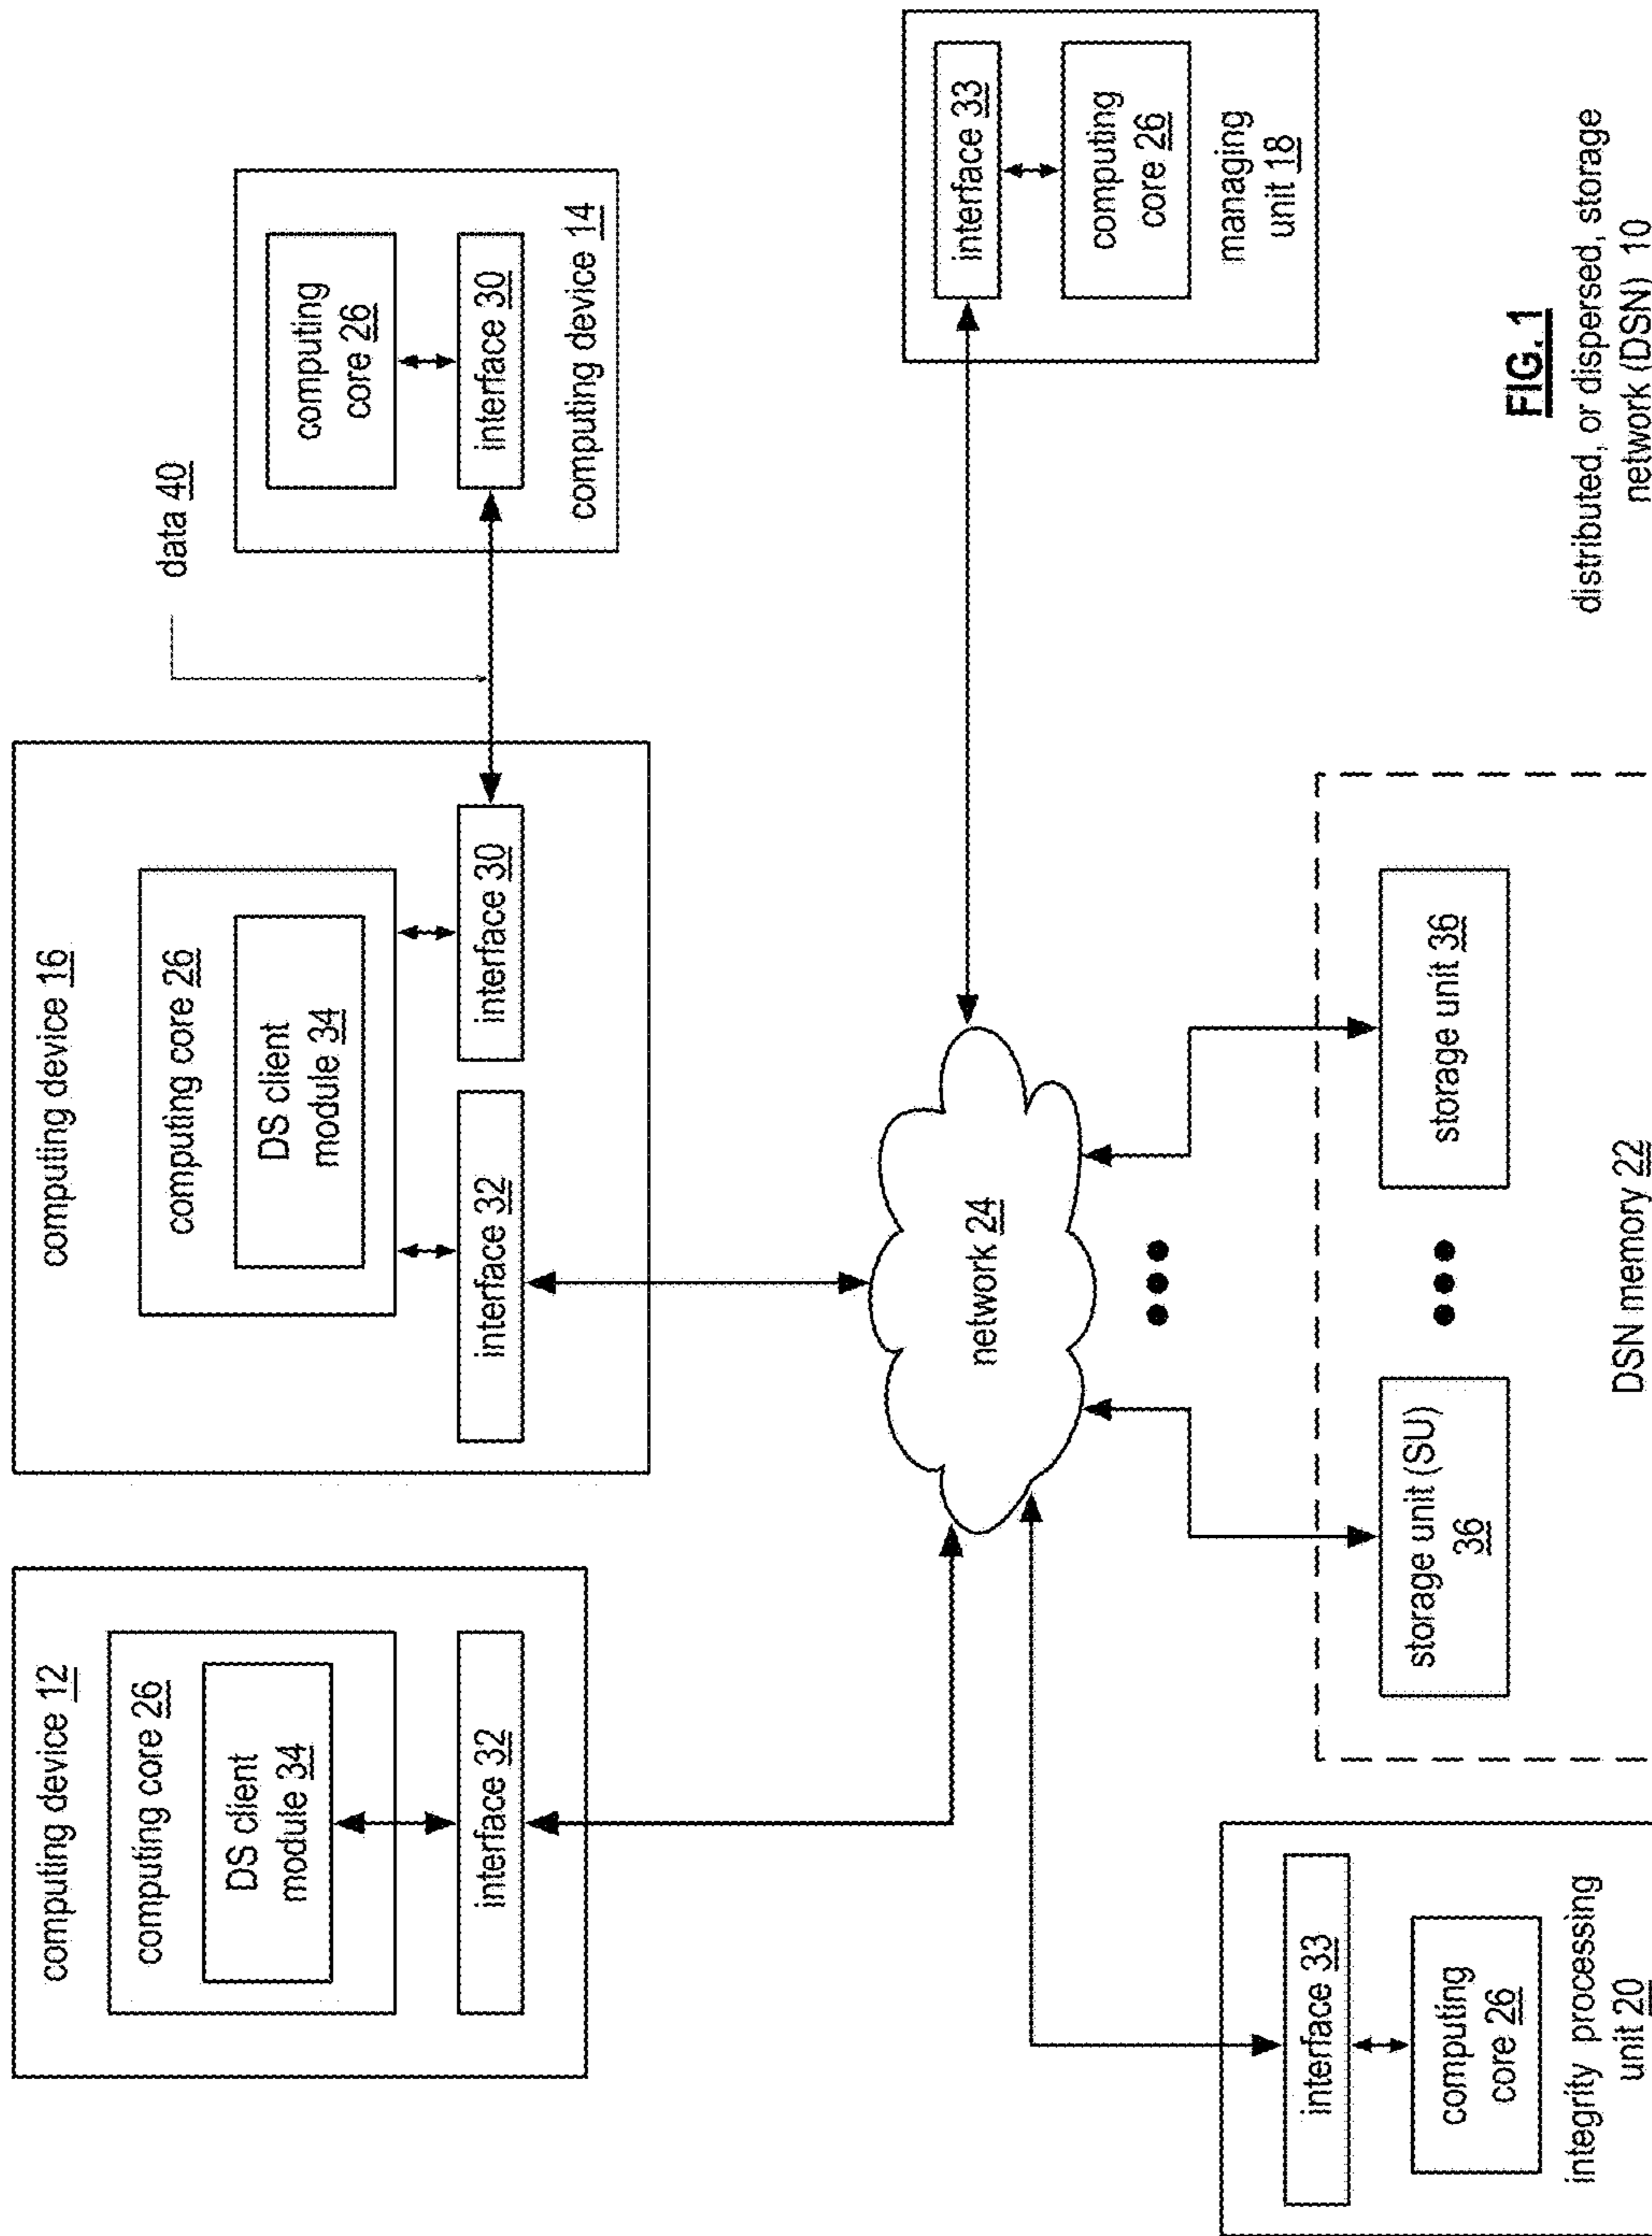 computing device 12
computing core 26
DS client
module 34
interface 32
computing device 16
computing core 26
DS client
module 34
interface 32
interface 30
data 40
computing
core 26
interface 30
computing device 14
network 24
interface 33
computing
core 26
managing
unit 18
interface 33
computing
core 26
integrity processing
unit 20
storage unit (SU)
36
storage unit 36
DSN memory 22
FIG. 1
distributed, or dispersed, storage
network (DSN) 10